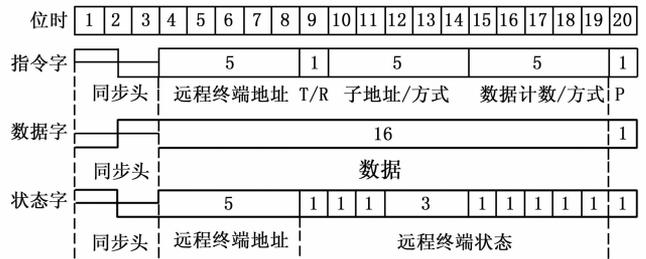 位时 1 2 3 4 5 6 7 8 9 10 11 12 13 14 15 16 17 18 19 20
指令字 5 1 5 5 1
同步头 远程终端地址 T/R 子地址/方式 数据计数/方式 P
数据字 16 1
同步头 数据
状态字 5 1 1 1 3 1 1 1 1 1 1
同步头 远程终端地址 远程终端状态